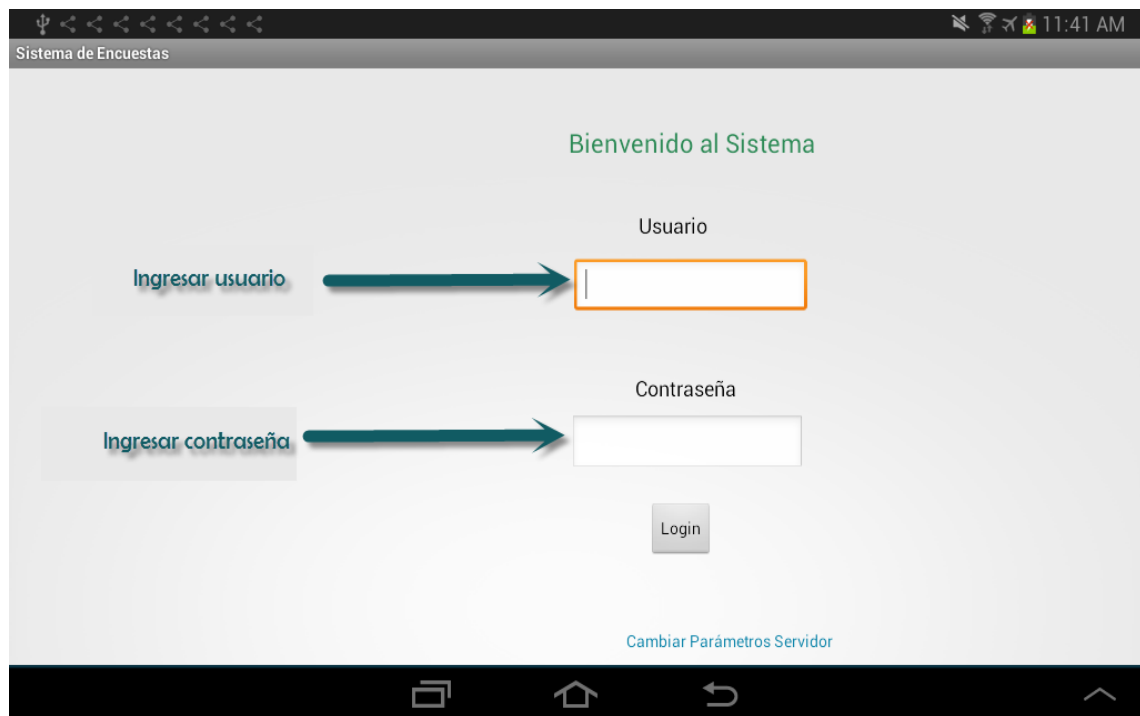 11:41 AM
Sistema de Encuestas
Bienvenido al Sistema
Usuario
Ingresar usuario
Contraseña
Ingresar contraseña
Login
Cambiar Parámetros Servidor